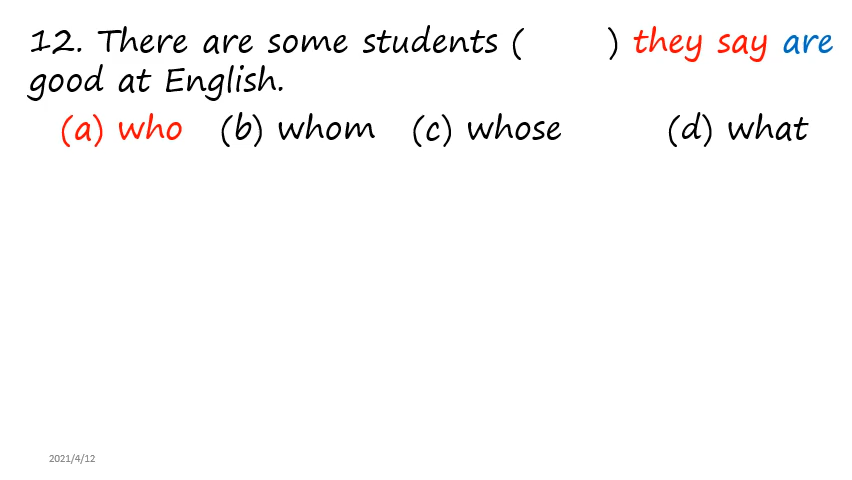 12. There are some students ( ) they say are
good at English.
(a) who (b) whom (c) whose (d) what
2021/4/12